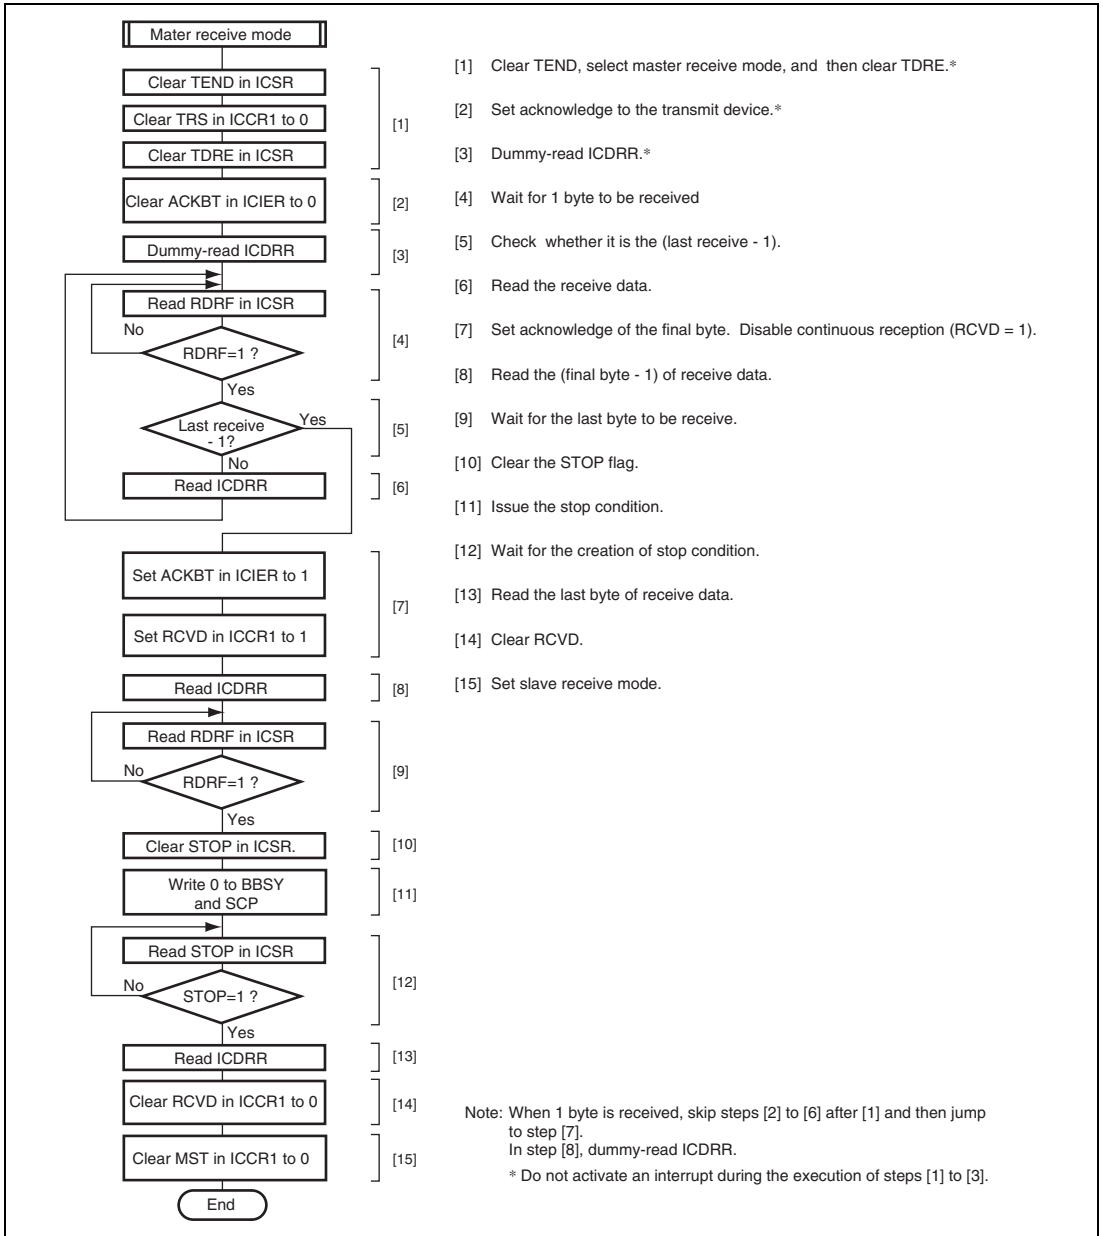 Mater receive mode
Clear TEND in ICSR
Clear TRS in ICCR1 to 0
Clear TDRE in ICSR
[1]
Clear ACKBT in ICIER to 0
[2]
Dummy-read ICDRR
[3]
Read RDRF in ICSR
No
RDRF=1 ?
[4]
Yes
Last receive
- 1?
Yes
[5]
No
Read ICDRR
[6]
Set ACKBT in ICIER to 1
[7]
Set RCVD in ICCR1 to 1
Read ICDRR
[8]
Read RDRF in ICSR
No
RDRF=1 ?
[9]
Yes
Clear STOP in ICSR.
[10]
Write 0 to BBSY
and SCP
[11]
Read STOP in ICSR
No
STOP=1 ?
[12]
Yes
Read ICDRR
[13]
Clear RCVD in ICCR1 to 0
[14]
Clear MST in ICCR1 to 0
[15]
End
[1] Clear TEND, select master receive mode, and then clear TDRE.*
[2] Set acknowledge to the transmit device.*
[3] Dummy-read ICDRR.*
[4] Wait for 1 byte to be received
[5] Check whether it is the (last receive - 1).
[6] Read the receive data.
[7] Set acknowledge of the final byte. Disable continuous reception (RCVD = 1).
[8] Read the (final byte - 1) of receive data.
[9] Wait for the last byte to be receive.
[10] Clear the STOP flag.
[11] Issue the stop condition.
[12] Wait for the creation of stop condition.
[13] Read the last byte of receive data.
[14] Clear RCVD.
[15] Set slave receive mode.
Note: When 1 byte is received, skip steps [2] to [6] after [1] and then jump
to step [7].
In step [8], dummy-read ICDRR.
* Do not activate an interrupt during the execution of steps [1] to [3].